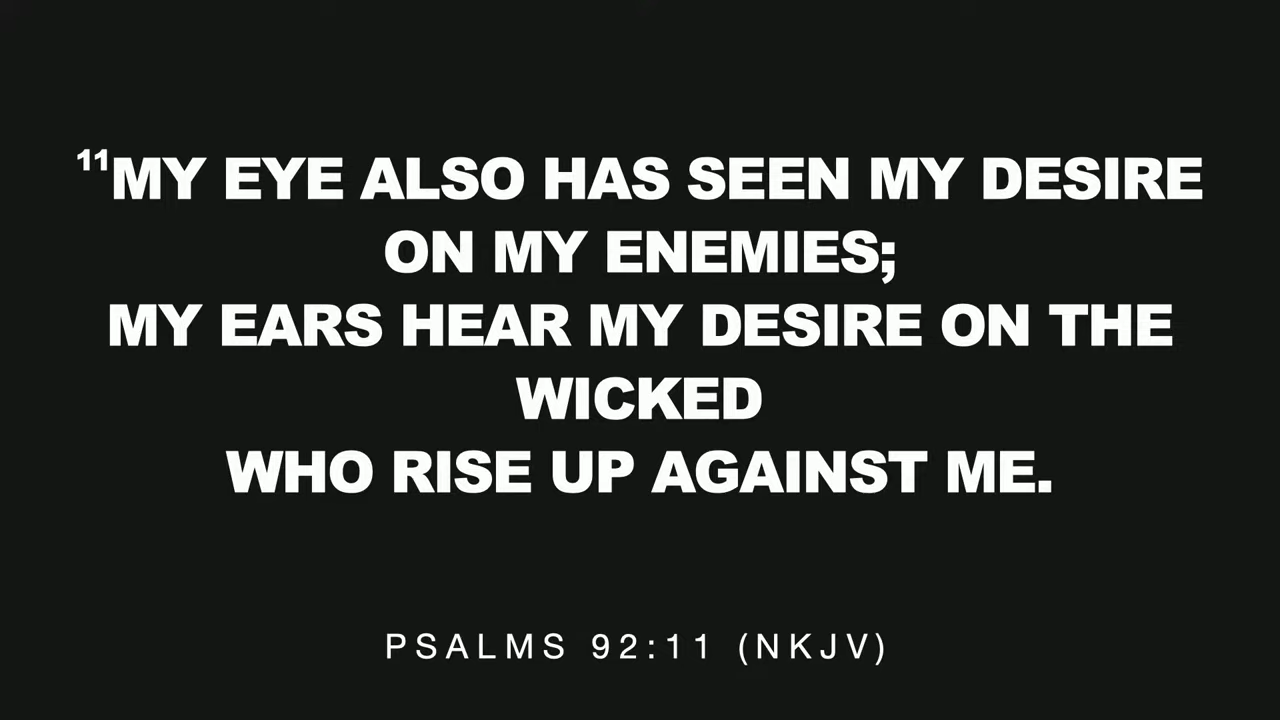 11MY EYE ALSO HAS SEEN MY DESIRE
ON MY ENEMIES;
MY EARS HEAR MY DESIRE ON THE
WICKED
WHO RISE UP AGAINST ME.
PSALMS 92:11 (NKJV)